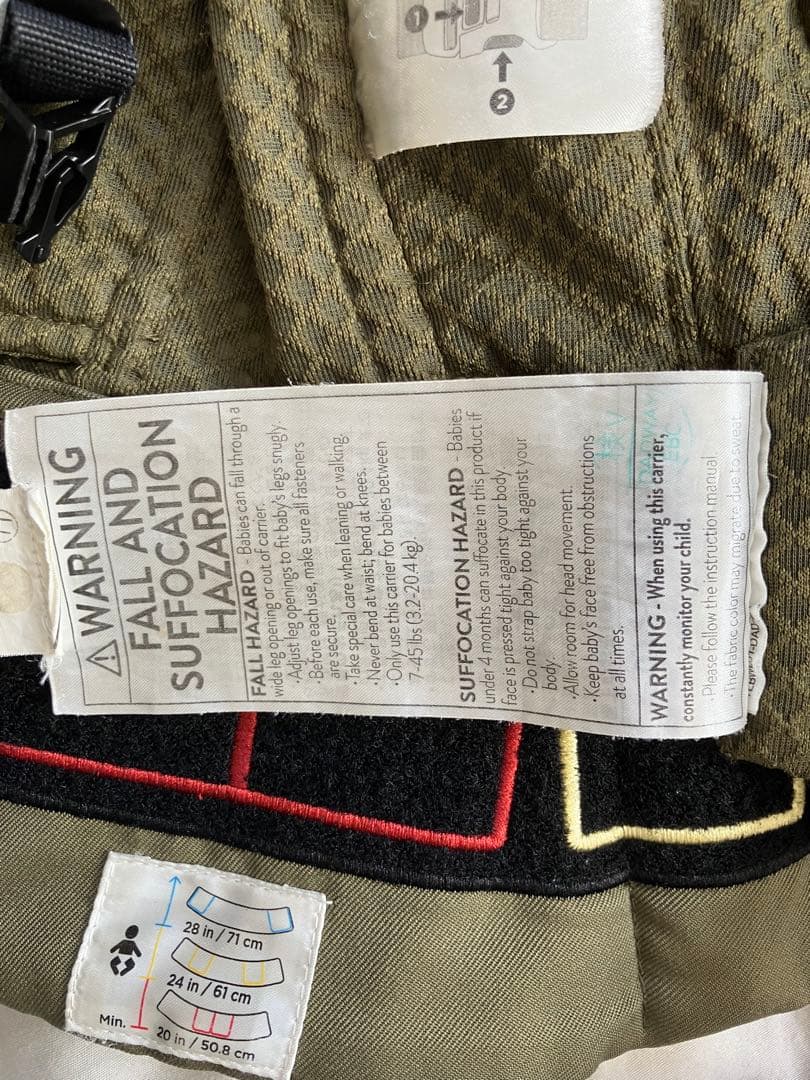 1
2
WARNING
FALL AND
SUFFOCATION
HAZARD
FALL HAZARD - Babies can fall through a
wide leg opening or out of carrier.
•Adjust leg openings to fit baby's legs snugly.
•Before each use, make sure all fasteners
are secure.
•Take special care when leaning or walking.
•Never bend at waist; bend at knees.
•Only use this carrier for babies between
7-45 lbs (3.2-20.4 kg).
SUFFOCATION HAZARD - Babies
under 4 months can suffocate in this product if
face is pressed tight against your body.
•Do not strap baby too tight against your
body.
•Allow room for head movement.
•Keep baby's face free from obstructions
at all times.
WARNING - When using this carrier,
constantly monitor your child.
•Please follow the instruction manual
•The fabric color may migrate due to sweat
28 in / 71 cm
24 in / 61 cm
Min.
20 in / 50.8 cm